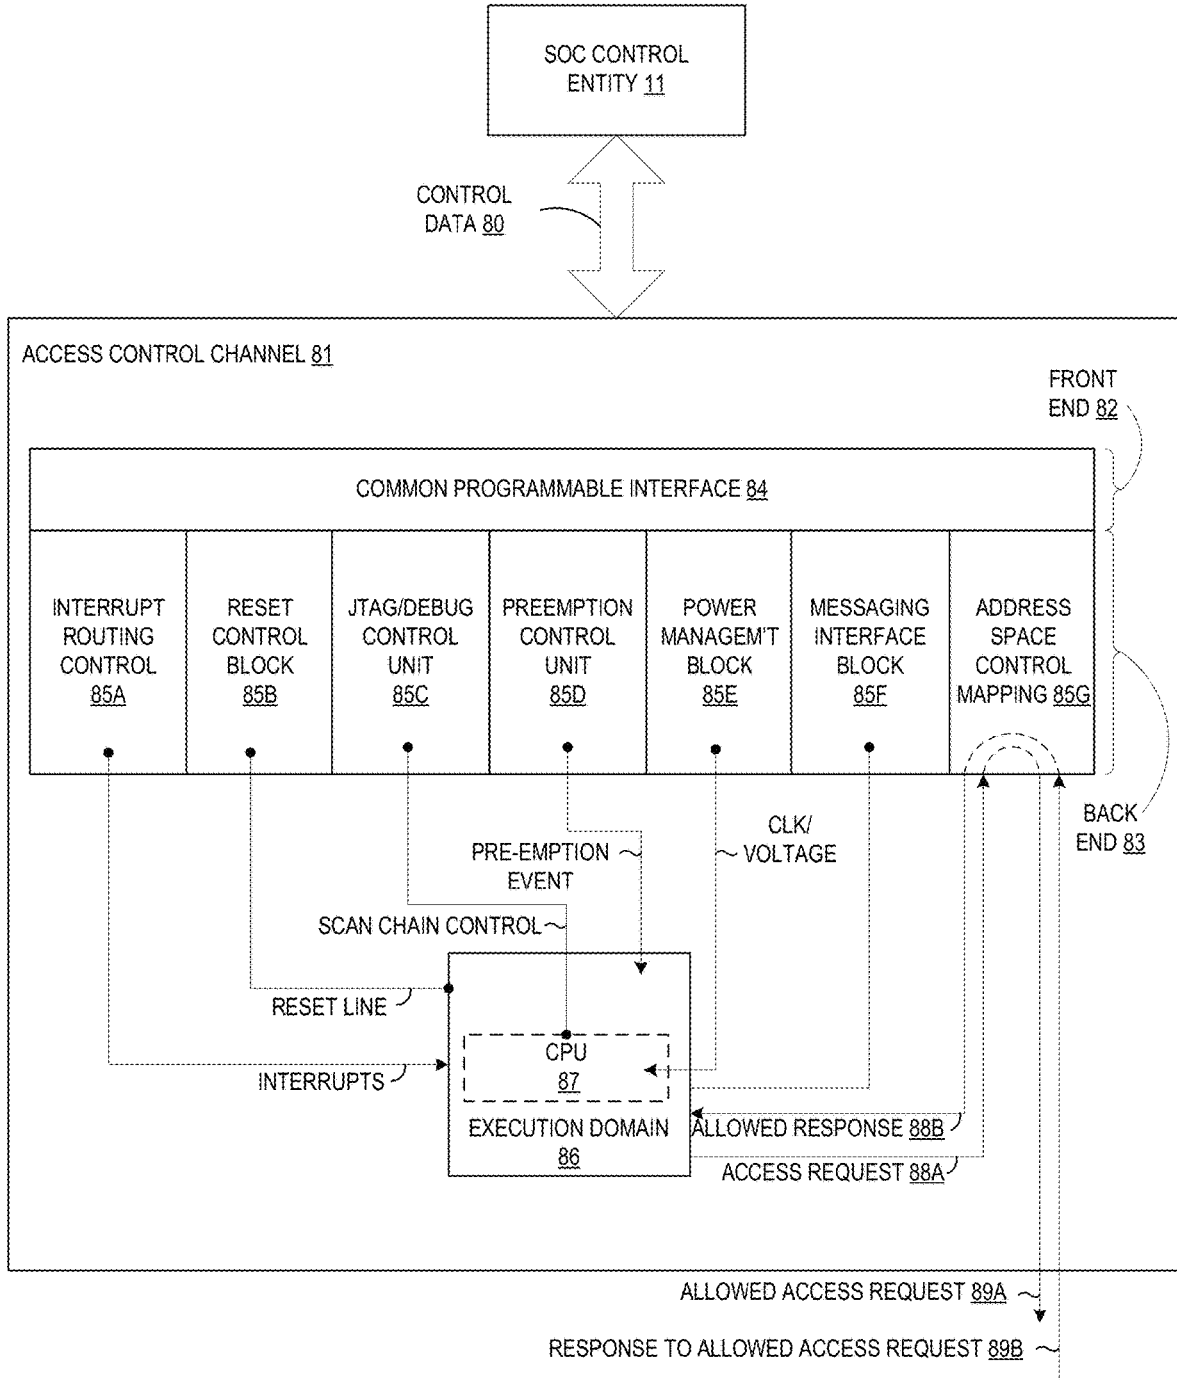 SOC CONTROL
ENTITY 11
CONTROL
DATA 80
ACCESS CONTROL CHANNEL 81
FRONT
END 82
COMMON PROGRAMMABLE INTERFACE 84
INTERRUPT
ROUTING
CONTROL
85A
RESET
CONTROL
BLOCK
85B
JTAG/DEBUG
CONTROL
UNIT
85C
PREEMPTION
CONTROL
UNIT
85D
POWER
MANAGEM'T
BLOCK
85E
MESSAGING
INTERFACE
BLOCK
85F
ADDRESS
SPACE
CONTROL
MAPPING 85G
BACK
END 83
PRE-EMPTION
EVENT
CLK/
VOLTAGE
SCAN CHAIN CONTROL
RESET LINE
INTERRUPTS
CPU
87
EXECUTION DOMAIN
86
ALLOWED RESPONSE 88B
ACCESS REQUEST 88A
ALLOWED ACCESS REQUEST 89A
RESPONSE TO ALLOWED ACCESS REQUEST 89B